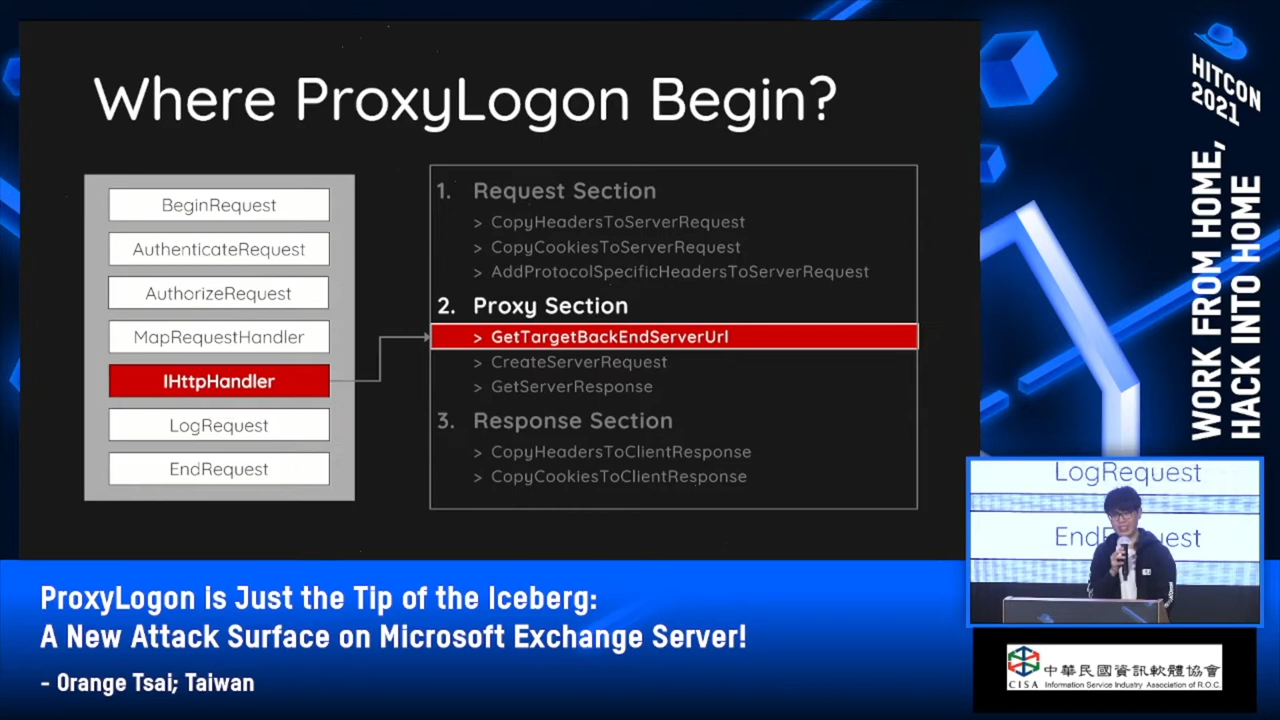 Where ProxyLogon Begin?
BeginRequest
AuthenticateRequest
AuthorizeRequest
MapRequestHandler
IHttpHandler
LogRequest
EndRequest
1. Request Section
> CopyHeadersToServerRequest
> CopyCookiesToServerRequest
> AddProtocolSpecificHeadersToServerRequest
2. Proxy Section
> GetTargetBackEndServerUrl
> CreateServerRequest
> GetServerResponse
3. Response Section
> CopyHeadersToClientResponse
> CopyCookiesToClientResponse
HITCON
2021
WORK FROM HOME,
HACK INTO HOME
LogRequest
EndRequest
ProxyLogon is Just the Tip of the Iceberg:
A New Attack Surface on Microsoft Exchange Server!
- Orange Tsai; Taiwan
CISA
中華民國資訊軟體協會
Information Service Industry Association of R.O.C.